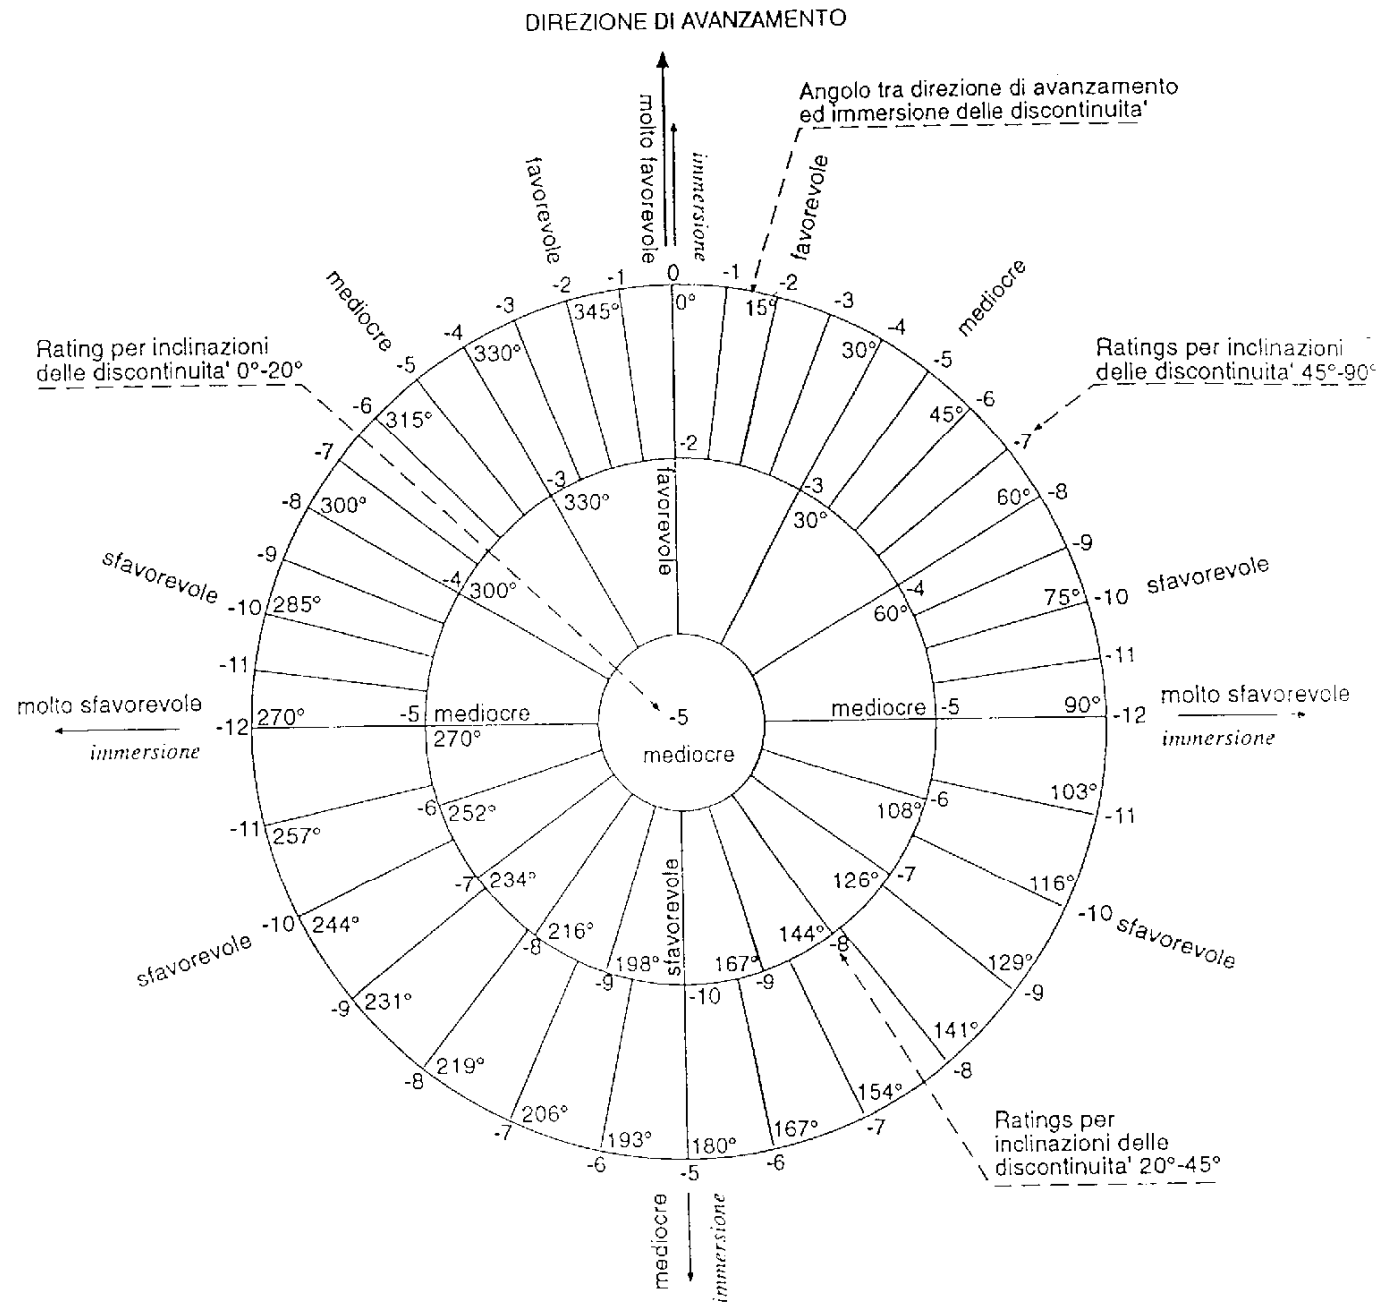 DIREZIONE DI AVANZAMENTO
Angolo tra direzione di avanzamento
ed immersione delle discontinuita'
molto favorevole
immersione
favorevole
favorevole
mediocre
mediocre
Rating per inclinazioni
delle discontinuita' 0°-20°
Ratings per inclinazioni
delle discontinuita' 45°-90°
-2 -1 0 -1 -2
345° 0° 15°
-3 -3
-4 330° 30° -4
-5 -5
-6 315° 45° -6
-7 -7
-8 300° 60° -8
-9 -9
-10 285° 75° -10
-11 -11
-12 270° 90° -12
-11 257° 103° -11
-10 244° 116° -10
-9 231° 129° -9
-8 219° 141° -8
-7 206° 154° -7
-6 193° 180° 167° -6
-5
sfavorevole
sfavorevole
molto sfavorevole
immersione
molto sfavorevole
immersione
sfavorevole
sfavorevole
-2
favorevole
-3 330°
-3 30°
-4 300°
-4 60°
-5 mediocre
270°
mediocre -5
-5
mediocre
-6 252°
108° -6
-7 234°
126° -7
-8 216°
144° -8
-9 198°
167° -9
sfavorevole
-10
Ratings per
inclinazioni delle
discontinuita' 20°-45°
mediocre
immersione